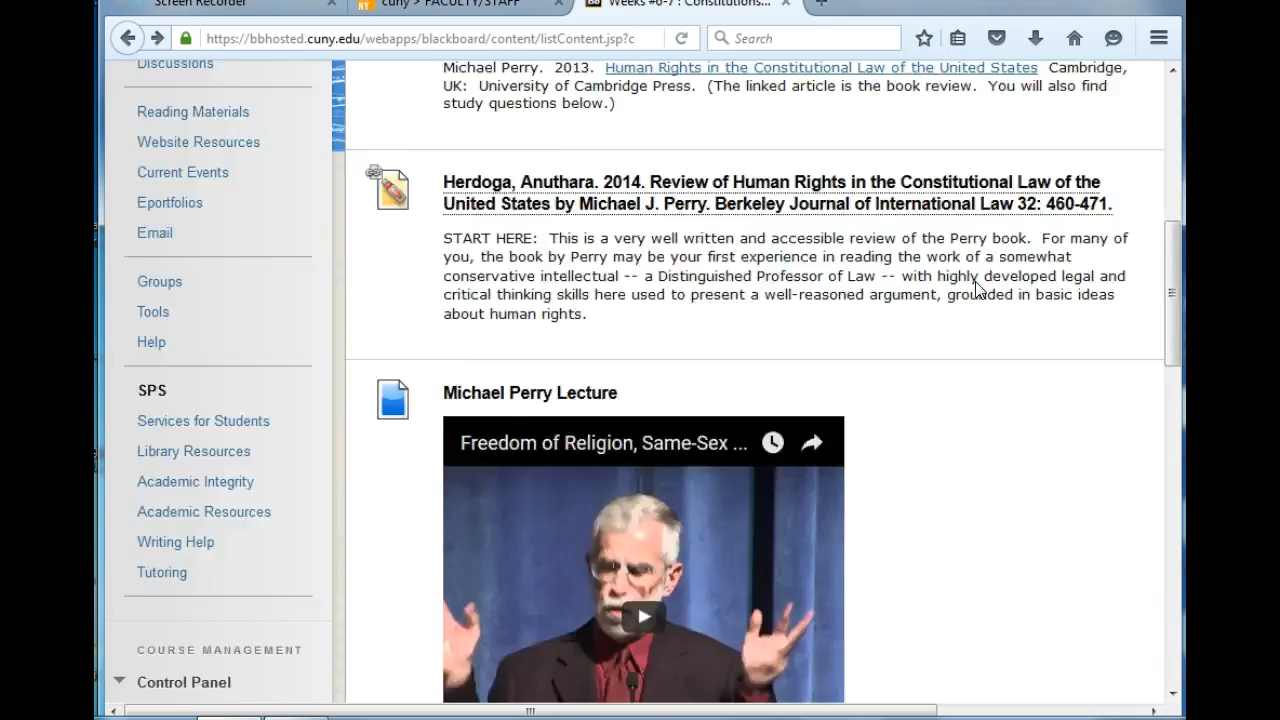 Screen Recorder
cuny > FACULTY/STAFF
Weeks #6-7 : Constitutions...
https://bbhosted.cuny.edu/webapps/blackboard/content/listContent.jsp?c
Search
Discussions
Reading Materials
Website Resources
Current Events
Eportfolios
Email
Groups
Tools
Help
SPS
Services for Students
Library Resources
Academic Integrity
Academic Resources
Writing Help
Tutoring
COURSE MANAGEMENT
Control Panel
Michael Perry. 2013. Human Rights in the Constitutional Law of the United States Cambridge,
UK: University of Cambridge Press. (The linked article is the book review. You will also find
study questions below.)
Herdoga, Anuthara. 2014. Review of Human Rights in the Constitutional Law of the
United States by Michael J. Perry. Berkeley Journal of International Law 32: 460-471.
START HERE: This is a very well written and accessible review of the Perry book. For many of
you, the book by Perry may be your first experience in reading the work of a somewhat
conservative intellectual -- a Distinguished Professor of Law -- with highly developed legal and
critical thinking skills here used to present a well-reasoned argument, grounded in basic ideas
about human rights.
Michael Perry Lecture
Freedom of Religion, Same-Sex ...